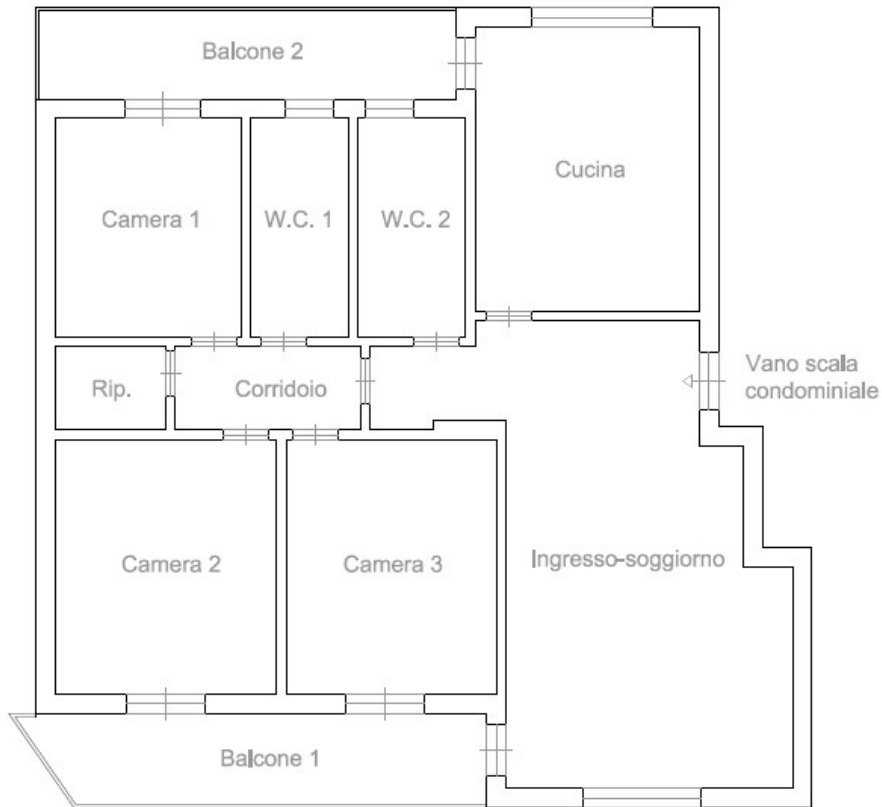 Balcone 2
Cucina
Camera 1
W.C. 1
W.C. 2
Vano scala
condominiale
Rip.
Corridoio
Camera 2
Camera 3
Ingresso-soggiorno
Balcone 1